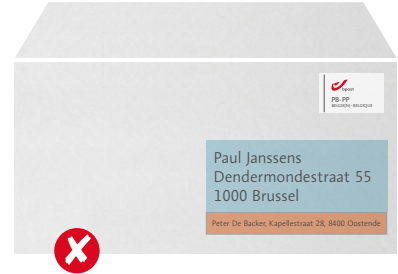 bpost
PB-PP
BELGIE(N)-BELGIQUE
Paul Janssens
Dendermondestraat 55
1000 Brussel
Peter De Backer, Kapellestraat 28, 8400 Oostende